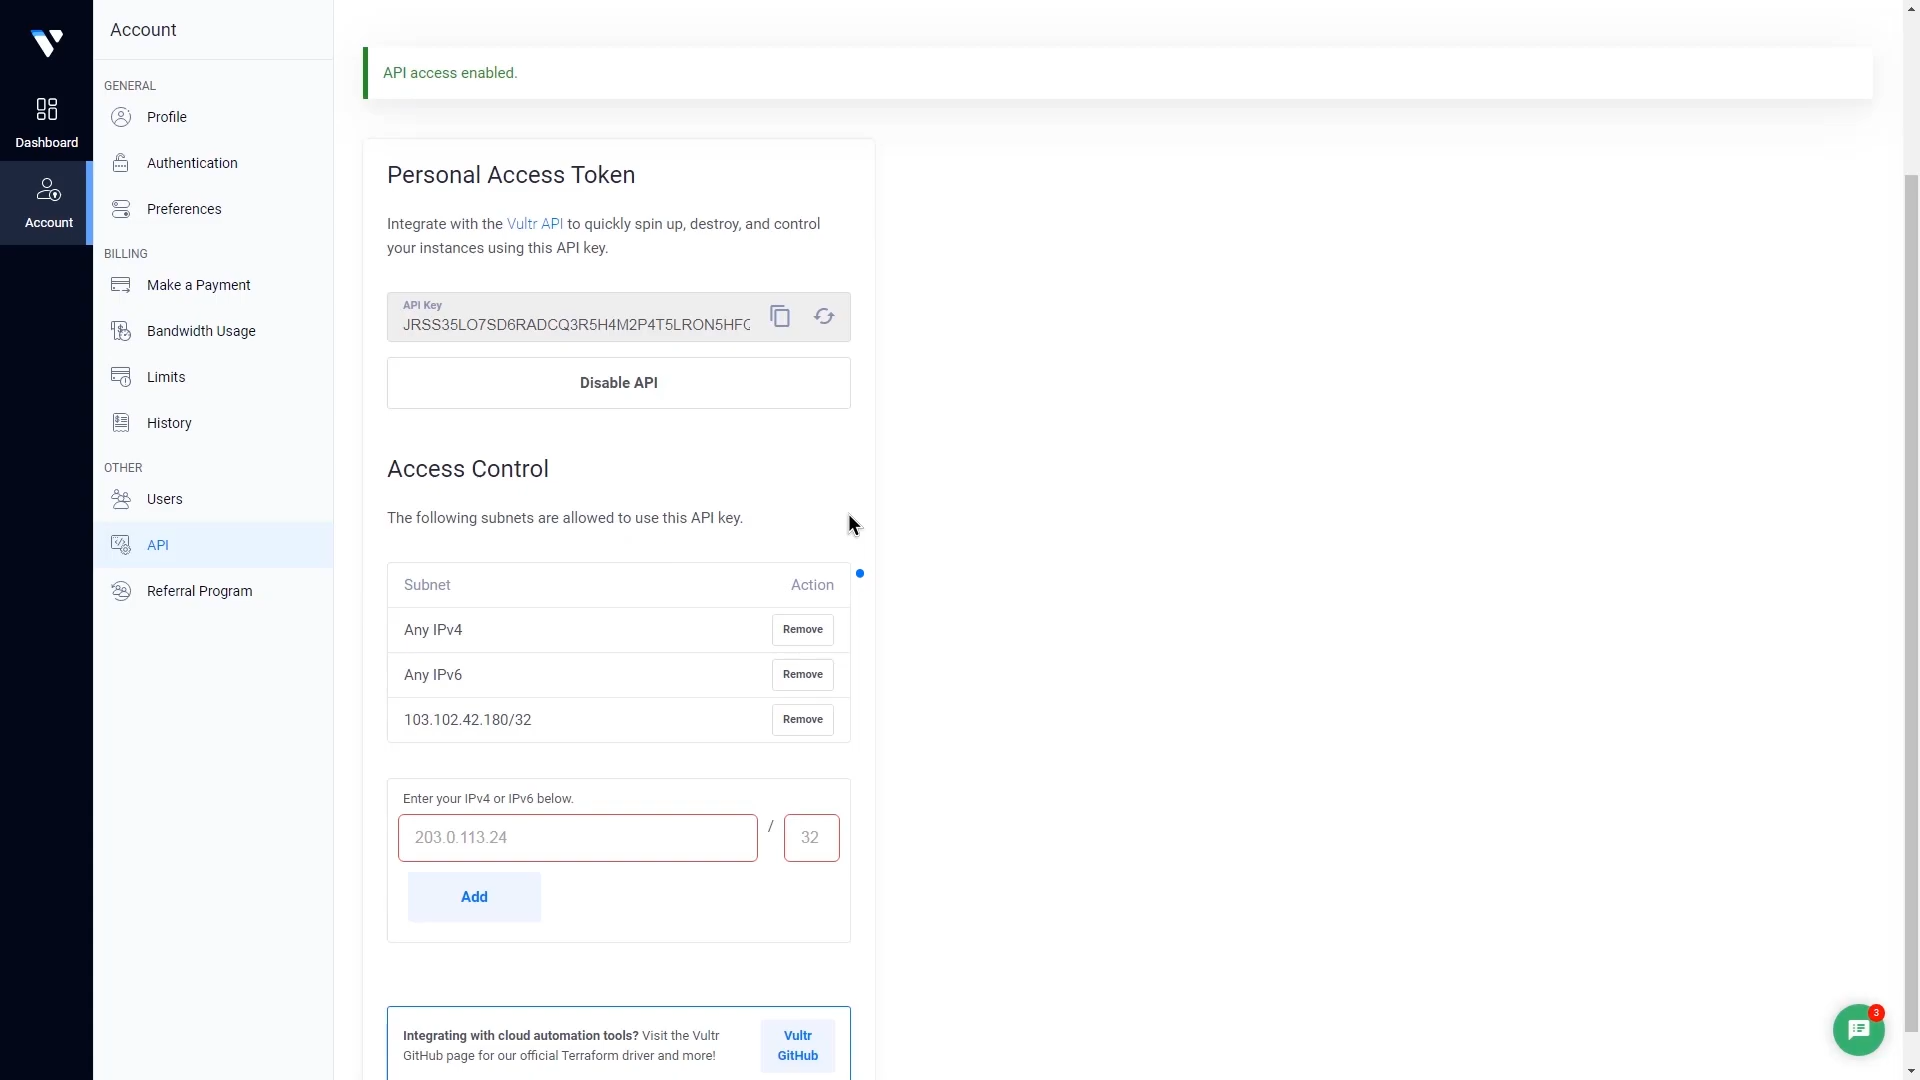 Account
API access enabled.
GENERAL
Profile
Dashboard
Authentication
Preferences
Account
BILLING
Make a Payment
Bandwidth Usage
Limits
History
OTHER
Users
API
Referral Program
Personal Access Token
Integrate with the Vultr API to quickly spin up, destroy, and control
your instances using this API key.
API Key
JRSS35LO7SD6RADCQ3R5H4M2P4T5LRON5HF
Disable API
Access Control
The following subnets are allowed to use this API key.
Subnet Action
Any IPv4 Remove
Any IPv6 Remove
103.102.42.180/32 Remove
Enter your IPv4 or IPv6 below.
203.0.113.24 / 32
Add
Integrating with cloud automation tools? Visit the Vultr
GitHub page for our official Terraform driver and more!
Vultr
GitHub
3